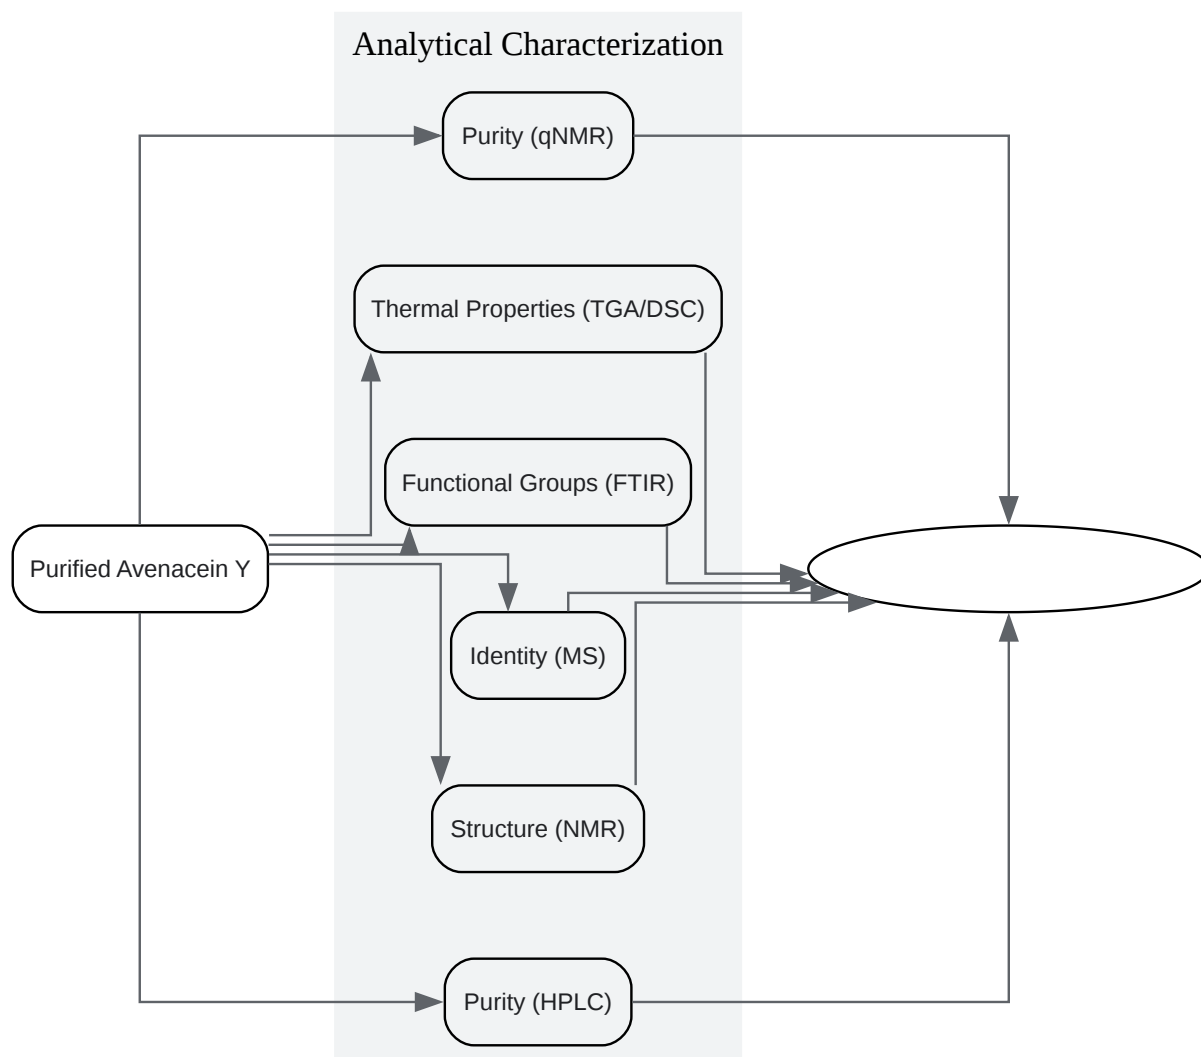 Analytical Characterization
Purity (qNMR)
Thermal Properties (TGA/DSC)
Functional Groups (FTIR)
Purified Avenacein Y
Identity (MS)
Structure (NMR)
Purity (HPLC)